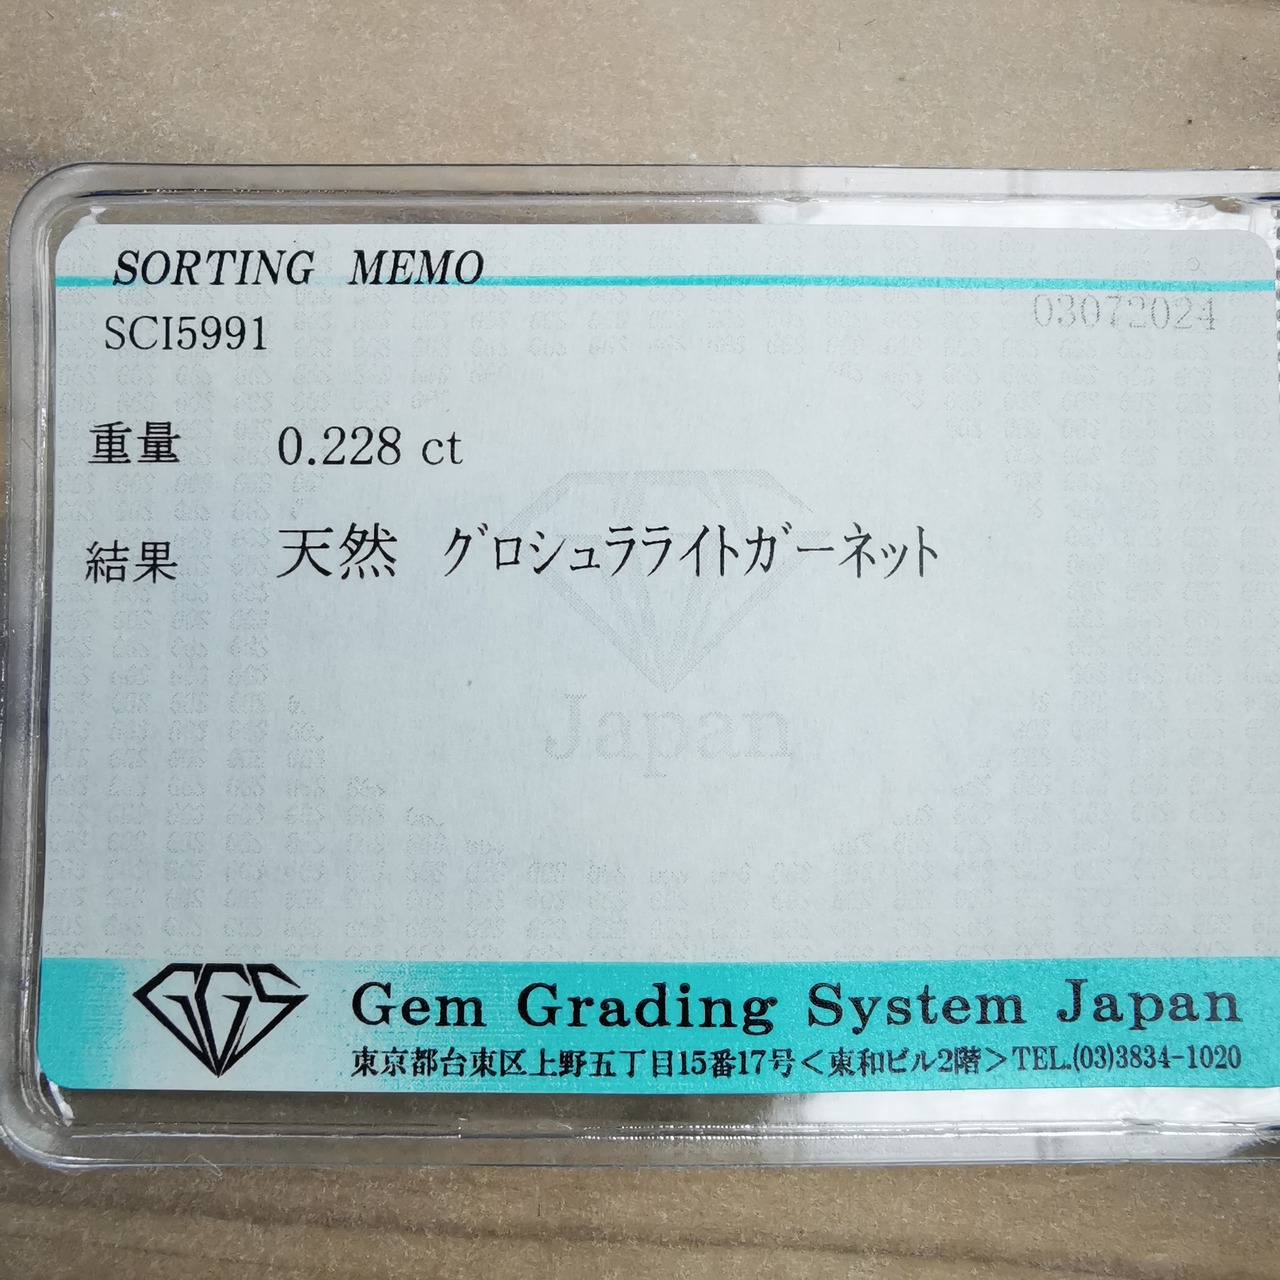 SORTING MEMO
03072024
SCI5991
重量 0.228 ct
結果 天然 グロシュラライトガーネット
Japan
GGS
Gem Grading System Japan
東京都台東区上野五丁目15番17号＜東和ビル2階＞TEL.(03)3834-1020